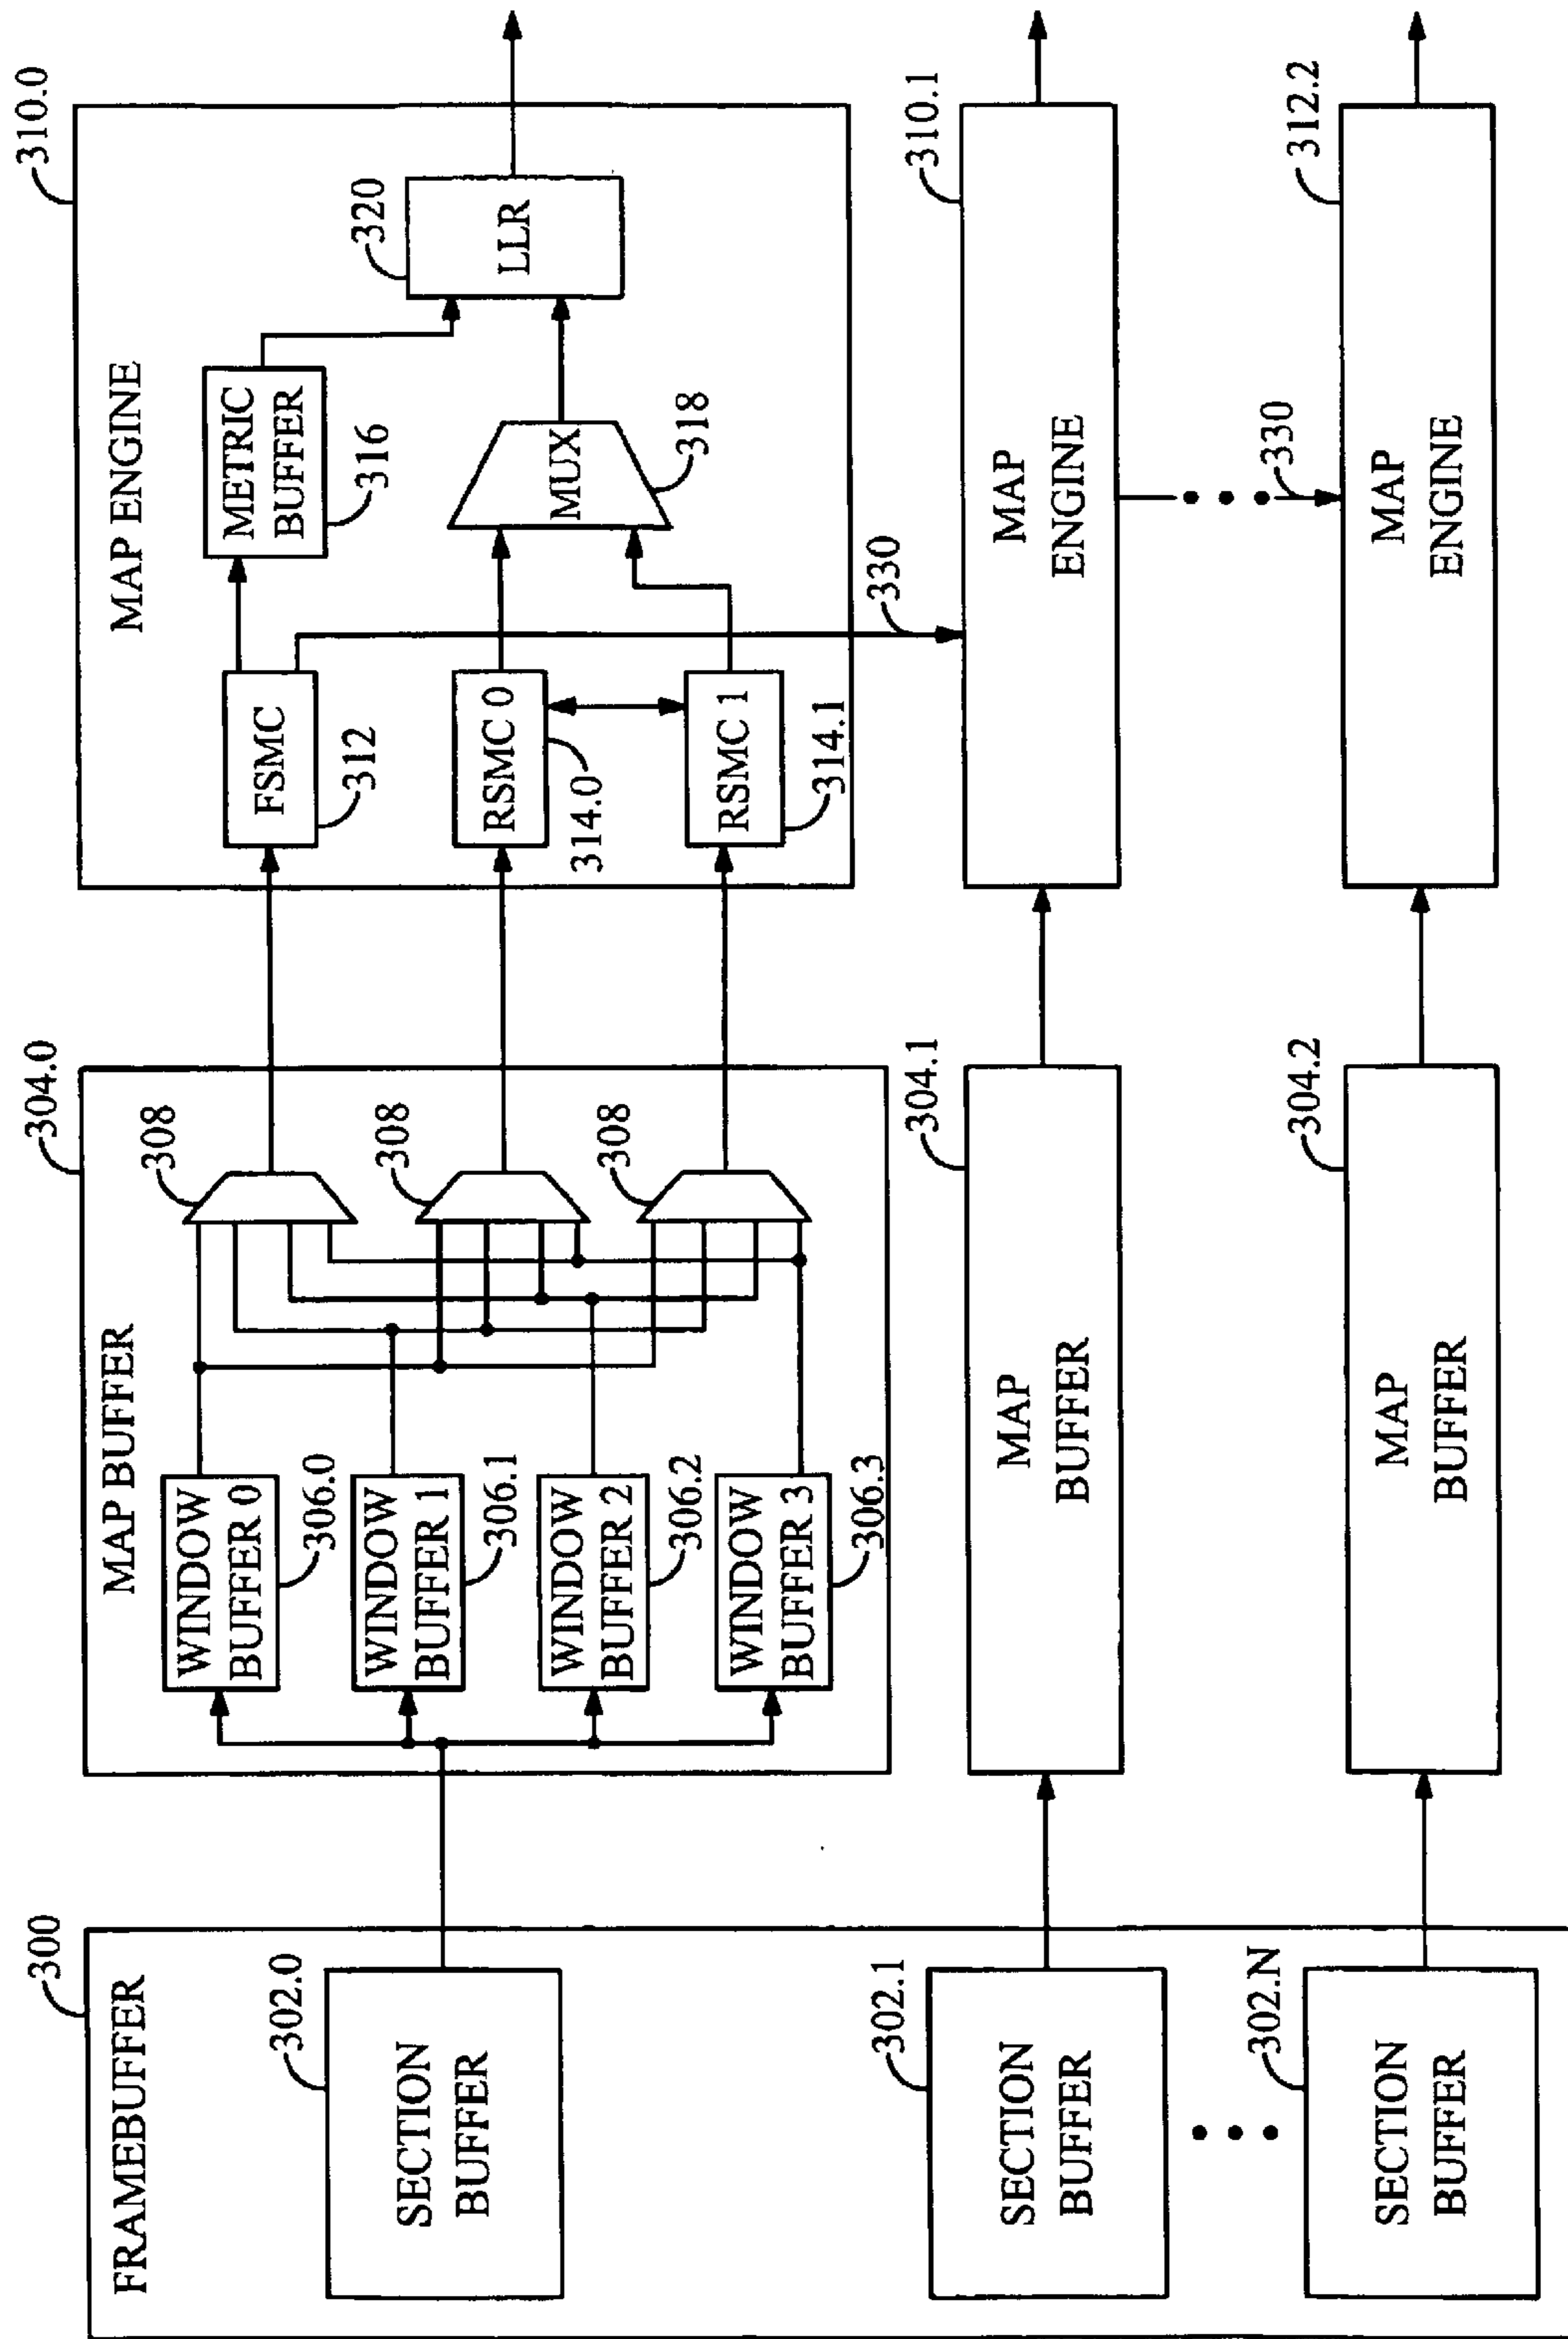 FRAMEBUFFER
300
SECTION
BUFFER
302.0
SECTION
BUFFER
302.1
SECTION
BUFFER
302.N
MAP BUFFER
304.0
WINDOW
BUFFER 0
306.0
WINDOW
BUFFER 1
306.1
WINDOW
BUFFER 2
306.2
WINDOW
BUFFER 3
306.3
308
308
308
MAP
BUFFER
304.1
MAP
BUFFER
304.2
MAP ENGINE
310.0
FSMC
312
RSMC 0
314.0
RSMC 1
314.1
METRIC
BUFFER
316
MUX
318
LLR
320
330
MAP
ENGINE
310.1
330
MAP
ENGINE
312.2